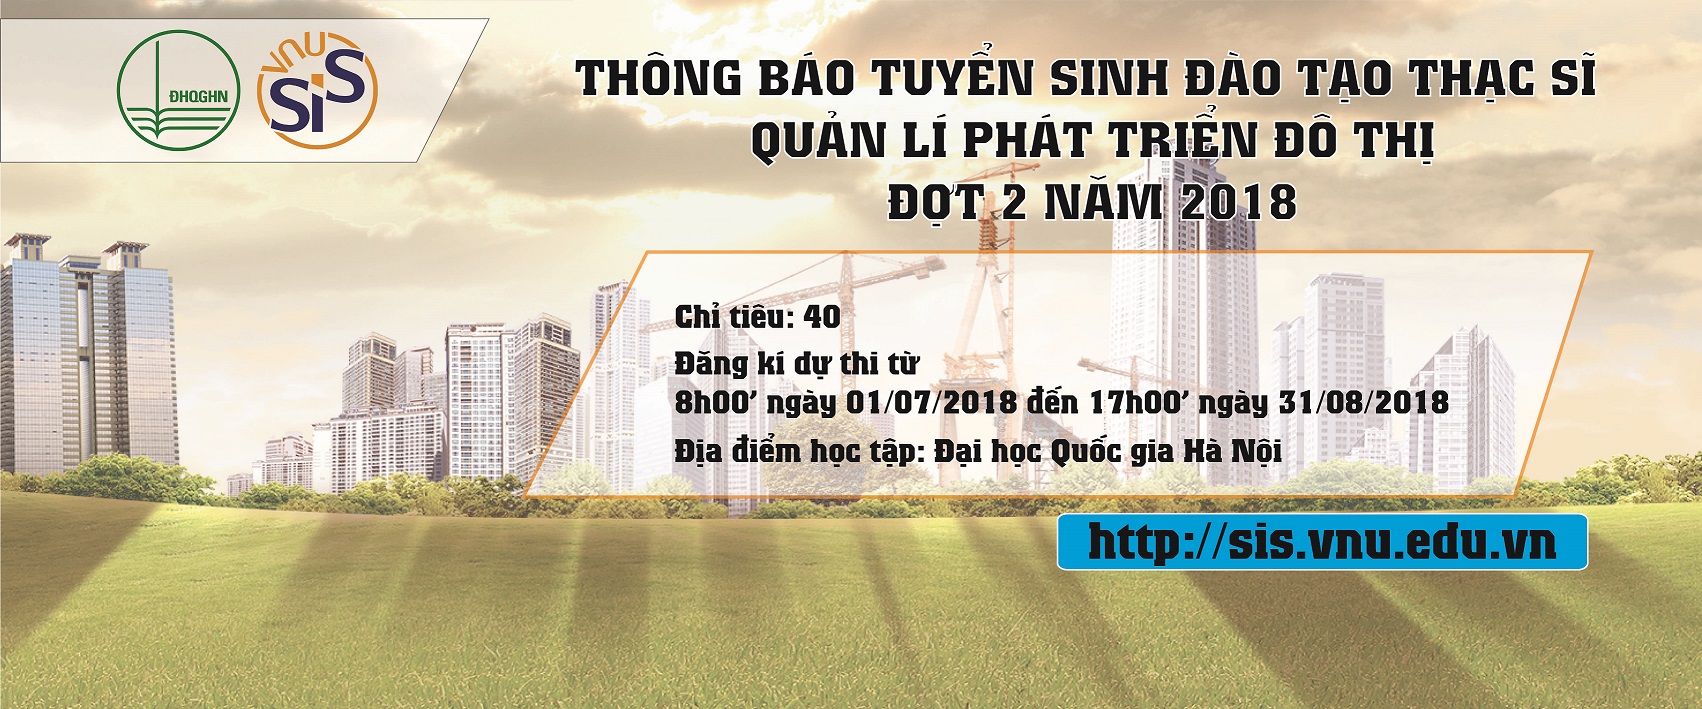 ĐHQGHN
VNU
SIS
THÔNG BÁO TUYỂN SINH ĐÀO TẠO THẠC SĨ
QUẢN LÍ PHÁT TRIỂN ĐÔ THỊ
ĐỢT 2 NĂM 2018
Chỉ tiêu: 40
Đăng kí dự thi từ
8h00’ ngày 01/07/2018 đến 17h00’ ngày 31/08/2018
Địa điểm học tập: Đại học Quốc gia Hà Nội
http://sis.vnu.edu.vn